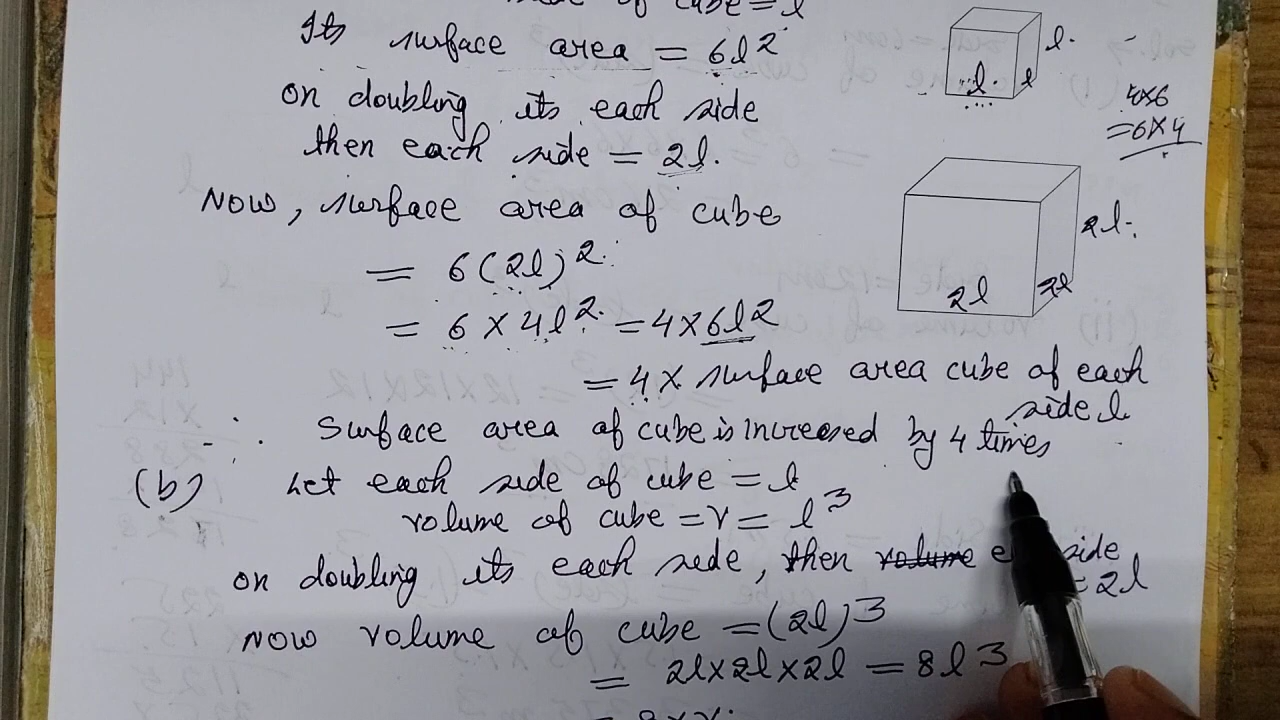 of cube = l
Its surface area = 6l²
on doubling its each side
then each side = 2l.
Now, surface area of cube
= 6(2l)²
= 6 × 4l² = 4×6l²
= 4× surface area cube of each
side l
∴ Surface area of cube is increased by 4 times
(b) Let each side of cube = l
volume of cube = V = l³
on doubling its each side, then volume side
= 2l
Now volume of cube = (2l)³
= 2l×2l×2l = 8l³
l.
l. l
4×6
=6×4
2l.
2l 2l